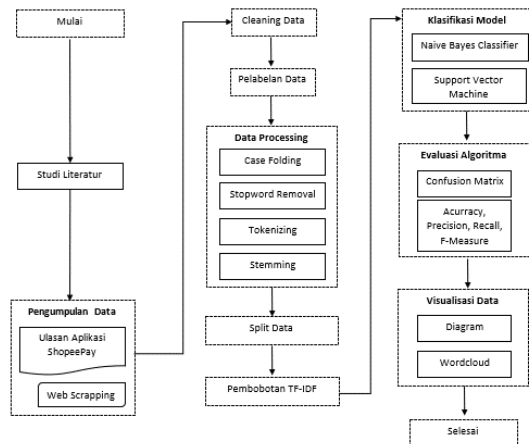 Mulai
Studi Literatur
Pengumpulan Data
Ulasan Aplikasi
ShopeePay
Web Scrapping
Cleaning Data
Pelabelan Data
Data Processing
Case Folding
Stopword Removal
Tokenizing
Stemming
Split Data
Pembobotan TF-IDF
Klasifikasi Model
Naive Bayes Classifier
Support Vector
Machine
Evaluasi Algoritma
Confusion Matrix
Acurracy,
Precision, Recall,
F-Measure
Visualisasi Data
Diagram
Wordcloud
Selesai